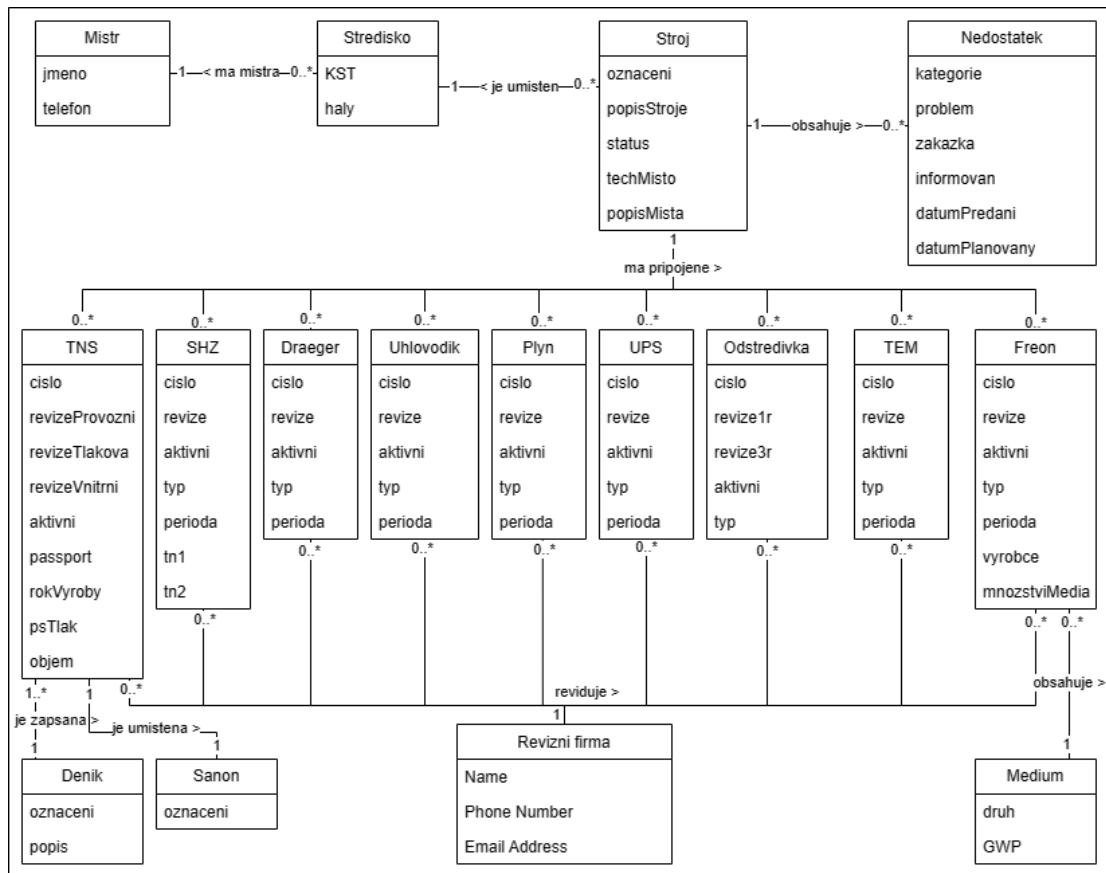 Mistr
jmeno
telefon
1 < ma mistra 0..*
Stredisko
KST
haly
1 < je umisten 0..*
Stroj
oznaceni
popisStroje
status
techMisto
popisMista
1 obsahuje > 0..*
Nedostatek
kategorie
problem
zakazka
informovan
datumPredani
datumPlanovany
1
ma pripojene >
0..* 0..* 0..* 0..* 0..* 0..* 0..* 0..* 0..*
TNS
cislo
revizeProvozni
revizeTlakova
revizeVnitrni
aktivni
passport
rokVyroby
psTlak
objem
SHZ
cislo
revize
aktivni
typ
perioda
tn1
tn2
Draeger
cislo
revize
aktivni
typ
perioda
Uhlovodik
cislo
revize
aktivni
typ
perioda
Plyn
cislo
revize
aktivni
typ
perioda
UPS
cislo
revize
aktivni
typ
perioda
Odstredivka
cislo
revize1r
revize3r
aktivni
typ
TEM
cislo
revize
aktivni
typ
perioda
Freon
cislo
revize
aktivni
typ
perioda
vyrobce
mnozstviMedia
0..* 0..* 0..* 0..* 0..* 0..*
0..* 0..* 0..*
1..* 1 0..*
reviduje >
obsahuje >
je zapsana >
je umistena >
1 1 1 1
Denik
oznaceni
popis
Sanon
oznaceni
Revizni firma
Name
Phone Number
Email Address
Medium
druh
GWP